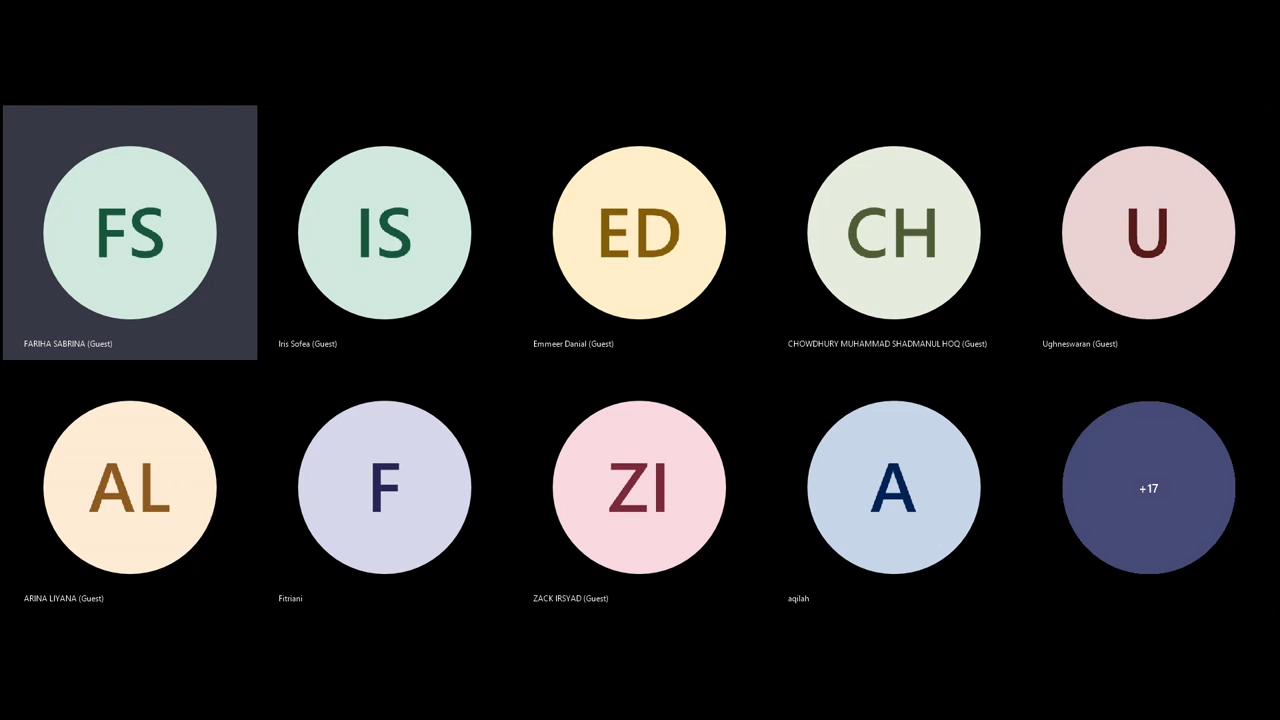 FS
IS
ED
CH
U
FARIHA SABRINA (Guest)
Iris Sofea (Guest)
Emmeer Danial (Guest)
CHOWDHURY MUHAMMAD SHADMANUL HOQ (Guest)
Ughneswaran (Guest)
AL
F
ZI
A
+17
ARINA LIYANA (Guest)
Fitriani
ZACK IRSYAD (Guest)
aqilah